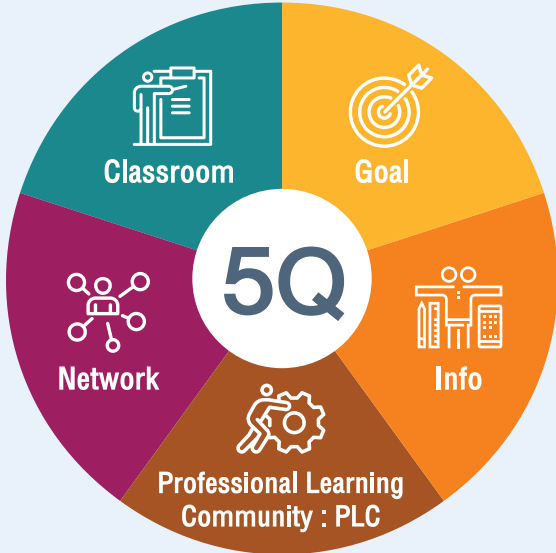 Classroom
Goal
5Q
Network
Info
Professional Learning
Community : PLC